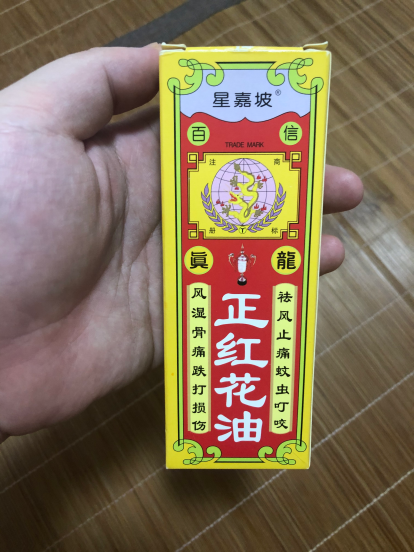 星嘉坡®
百 信
TRADE MARK
注 商
册 T 标
眞 龍
正红花油
祛风止痛蚊虫叮咬
风湿骨痛跌打损伤